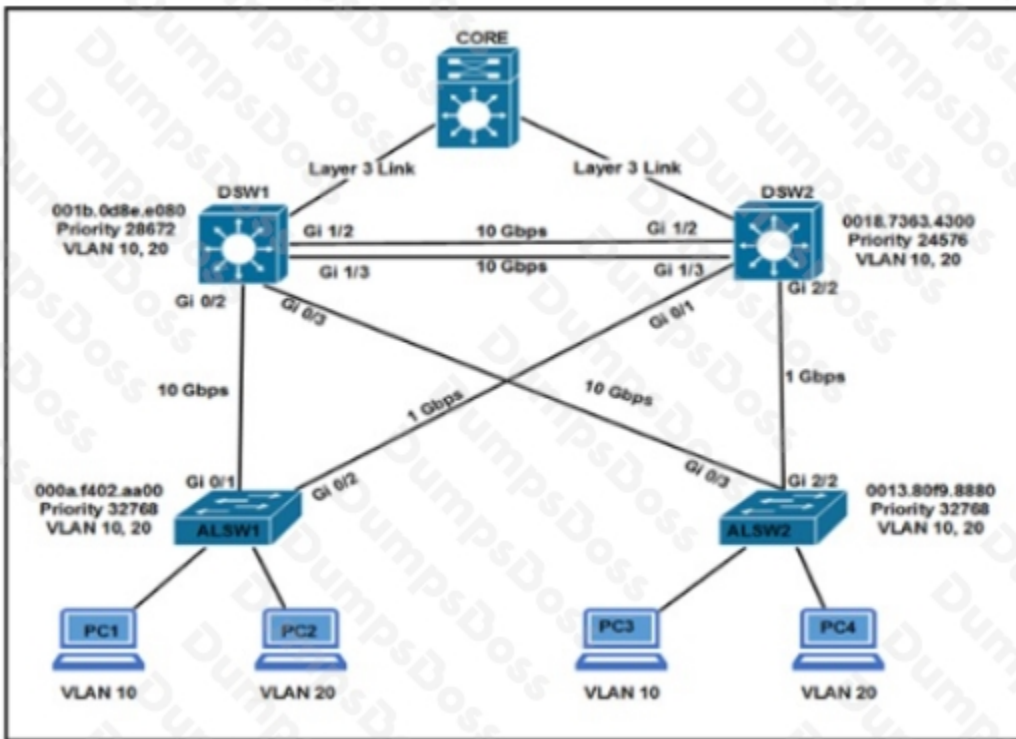 CORE
Layer 3 Link
Layer 3 Link
DSW1
DSW2
001b.0d8e.e080
Priority 28672
VLAN 10, 20
0018.7363.4300
Priority 24576
VLAN 10, 20
Gi 1/2
10 Gbps
Gi 1/2
Gi 1/3
10 Gbps
Gi 1/3
Gi 0/2
Gi 0/3
Gi 0/1
Gi 2/2
10 Gbps
1 Gbps
10 Gbps
1 Gbps
000a.f402.aa00
Priority 32768
VLAN 10, 20
Gi 0/1
Gi 0/2
Gi 0/3
Gi 2/2
0013.80f9.8880
Priority 32768
VLAN 10, 20
ALSW1
ALSW2
PC1
PC2
PC3
PC4
VLAN 10
VLAN 20
VLAN 10
VLAN 20
DumpsDoss